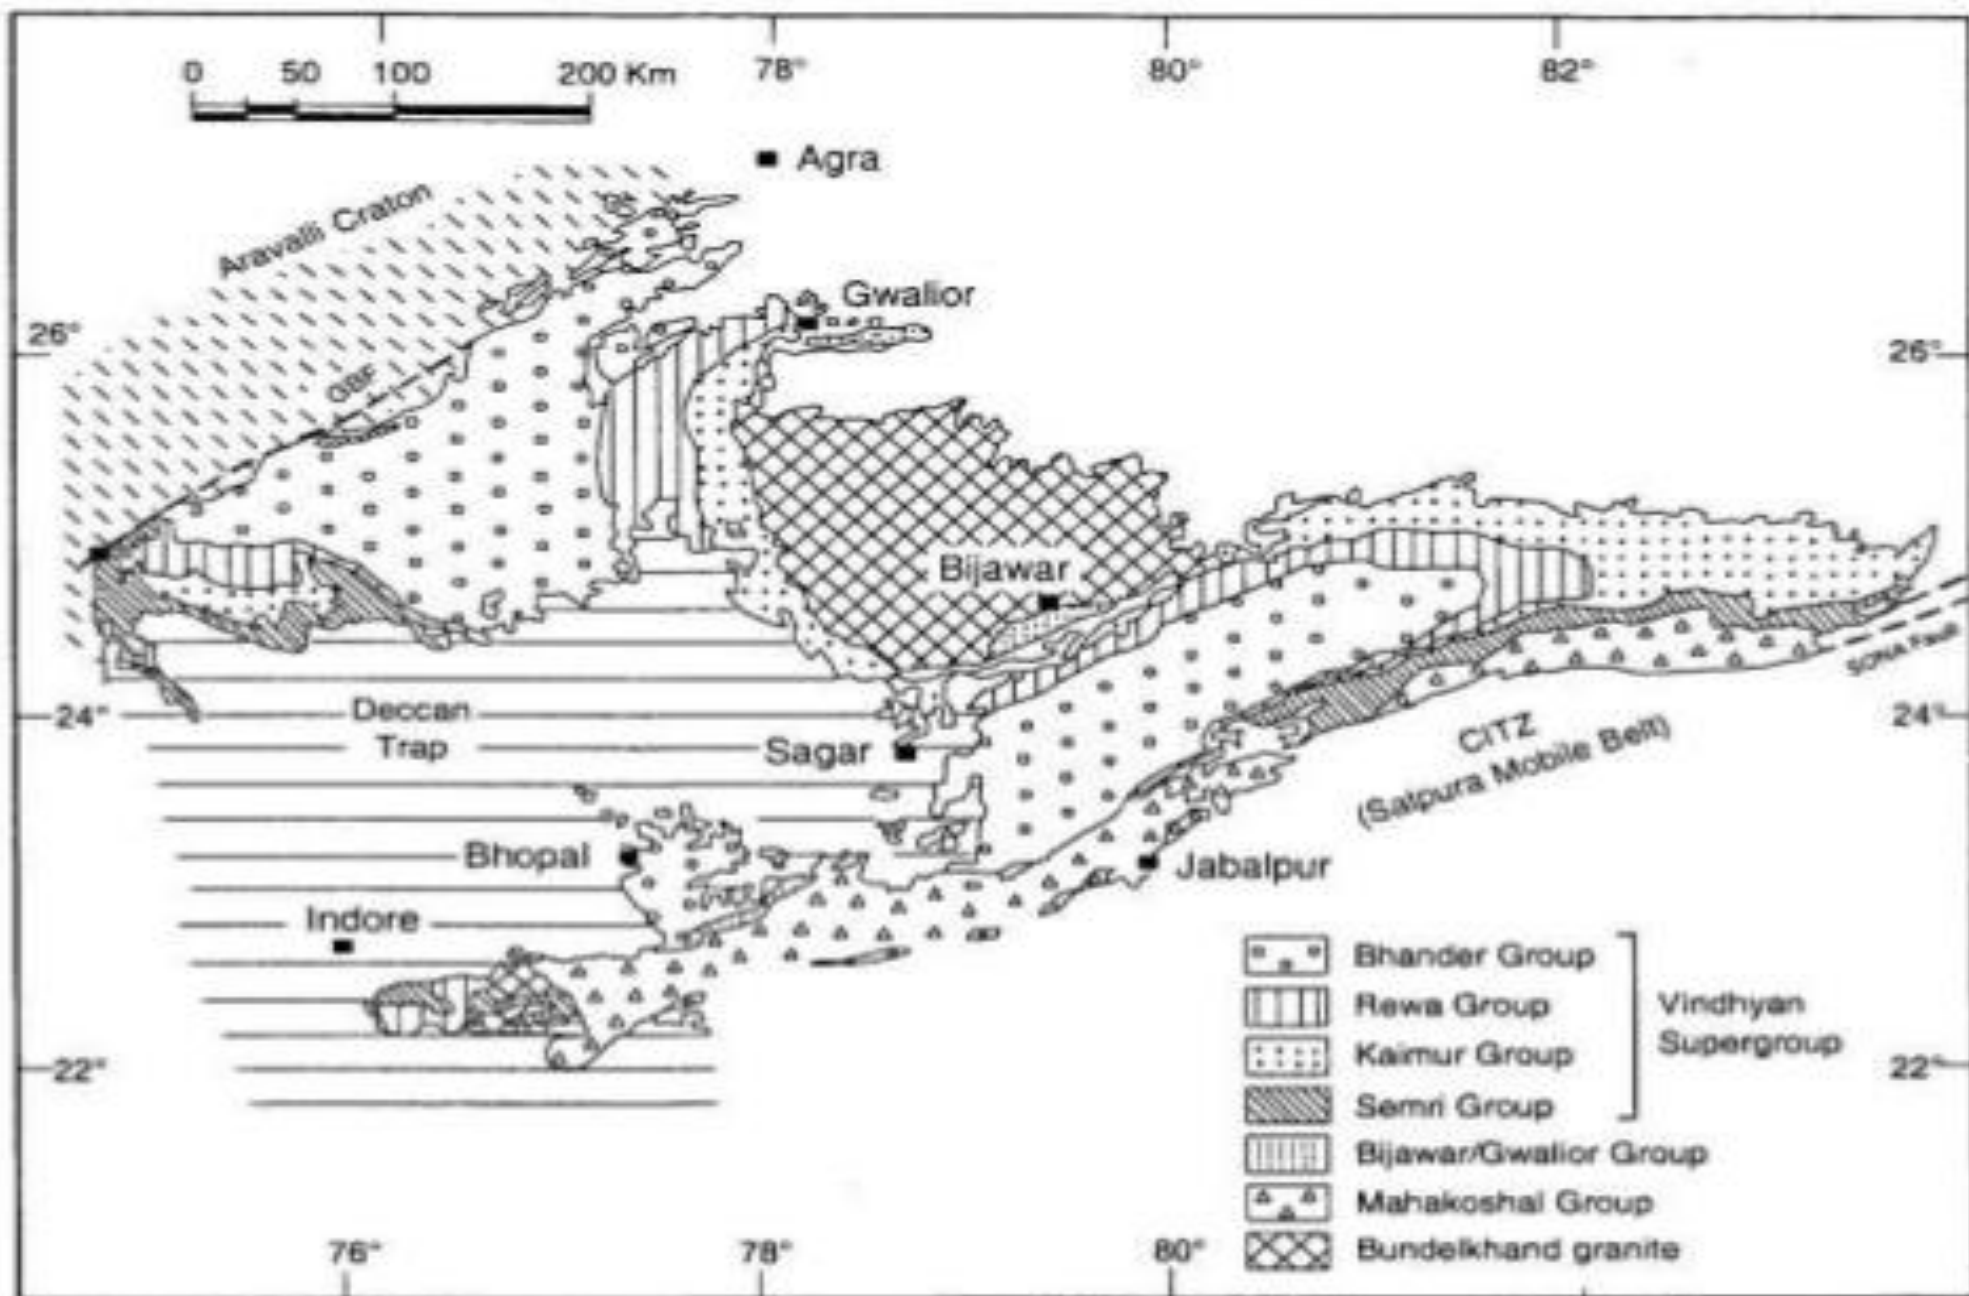 0 50 100 200 Km
78° 80° 82°
Agra
Aravalli Craton
Gwalior
26° 26°
GBF
Bijawar
SONA Fault
24° 24°
Deccan
Trap
Sagar
CITZ
(Satpura Mobile Belt)
Bhopal
Jabalpur
Indore
Bhander Group
Rewa Group
Kaimur Group
Semri Group
Vindhyan
Supergroup
Bijawar/Gwalior Group
Mahakoshal Group
Bundelkhand granite
22° 22°
76° 78° 80°